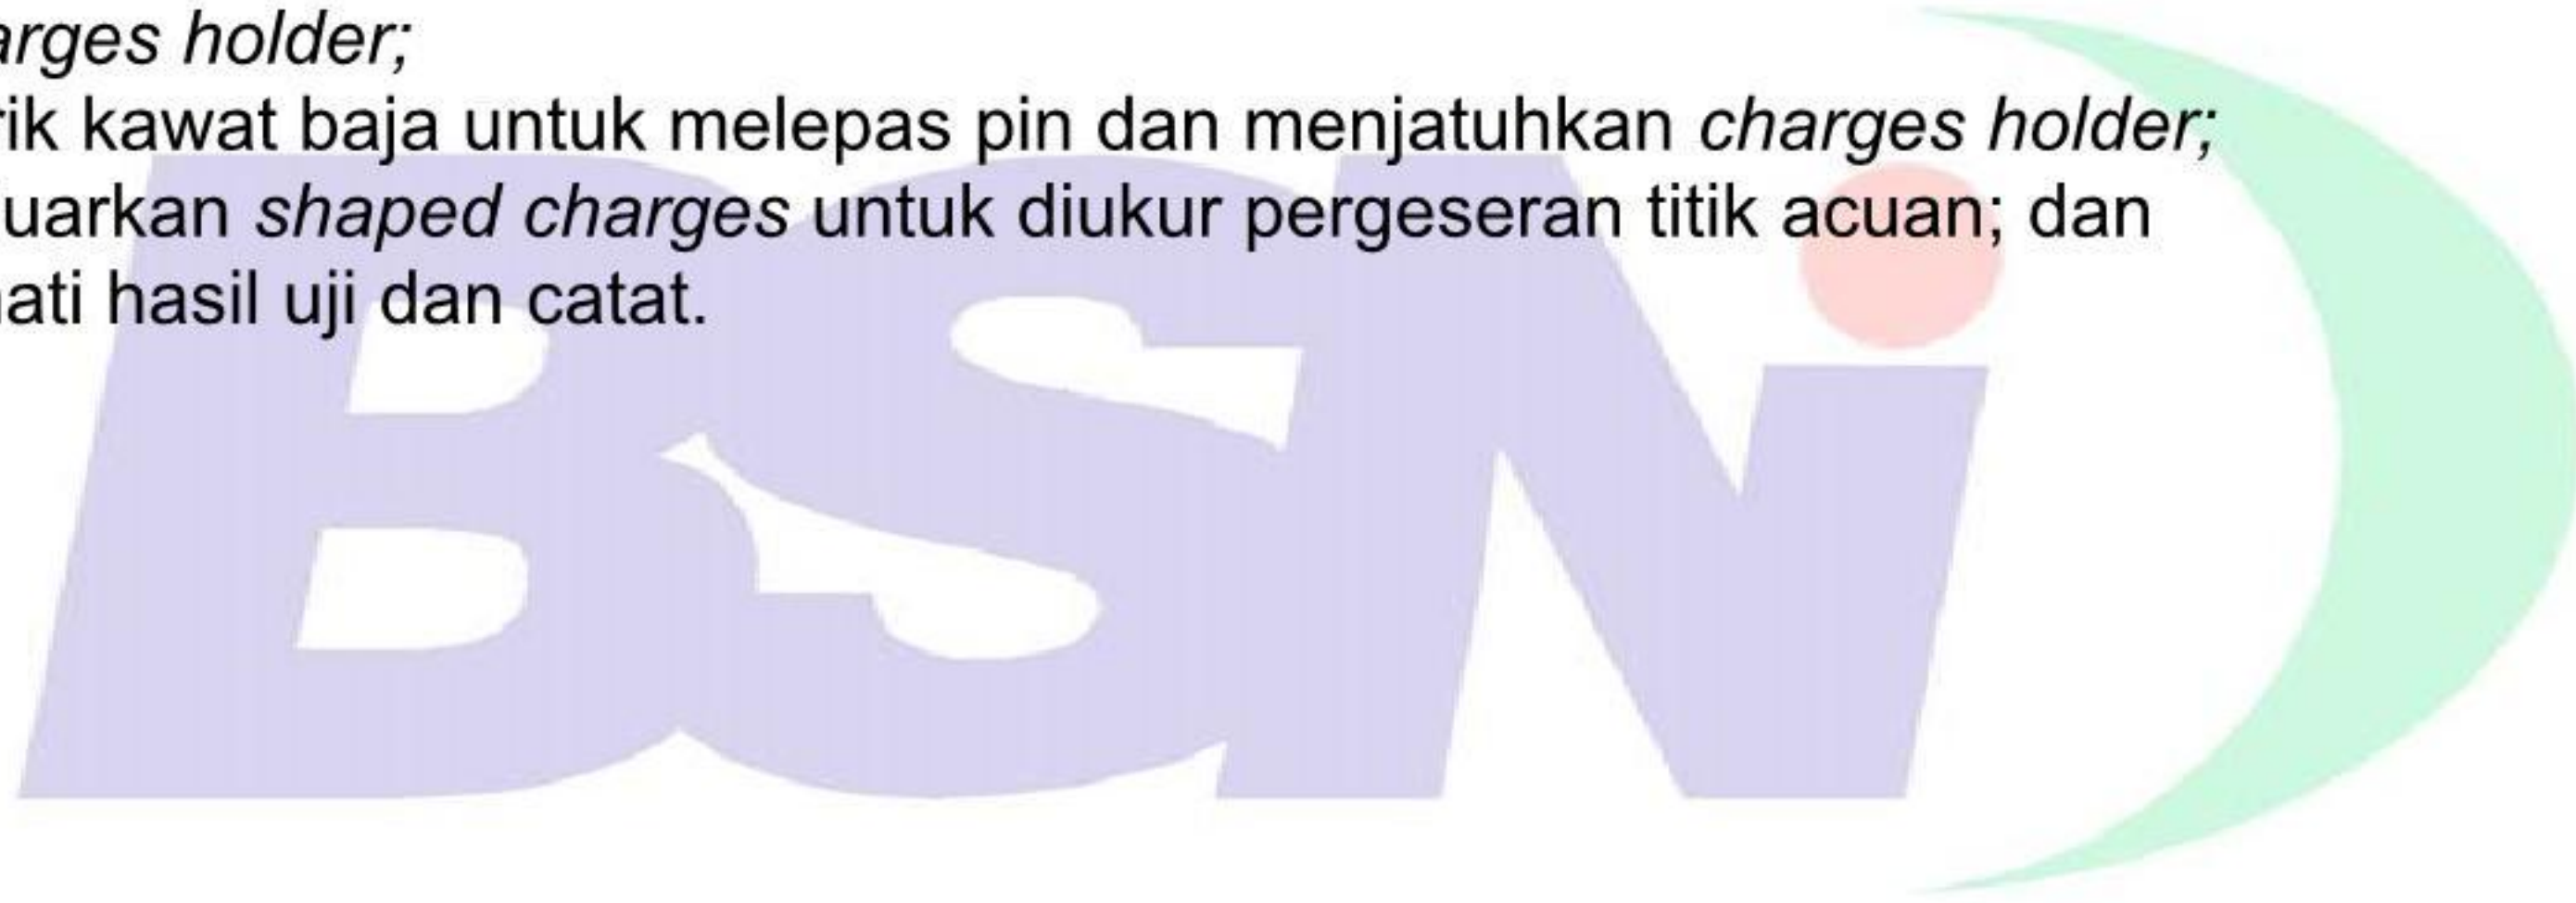 arges holder;
rik kawat baja untuk melepas pin dan menjatuhkan charges holder;
uarkan shaped charges untuk diukur pergeseran titik acuan; dan
ati hasil uji dan catat.
BSNi